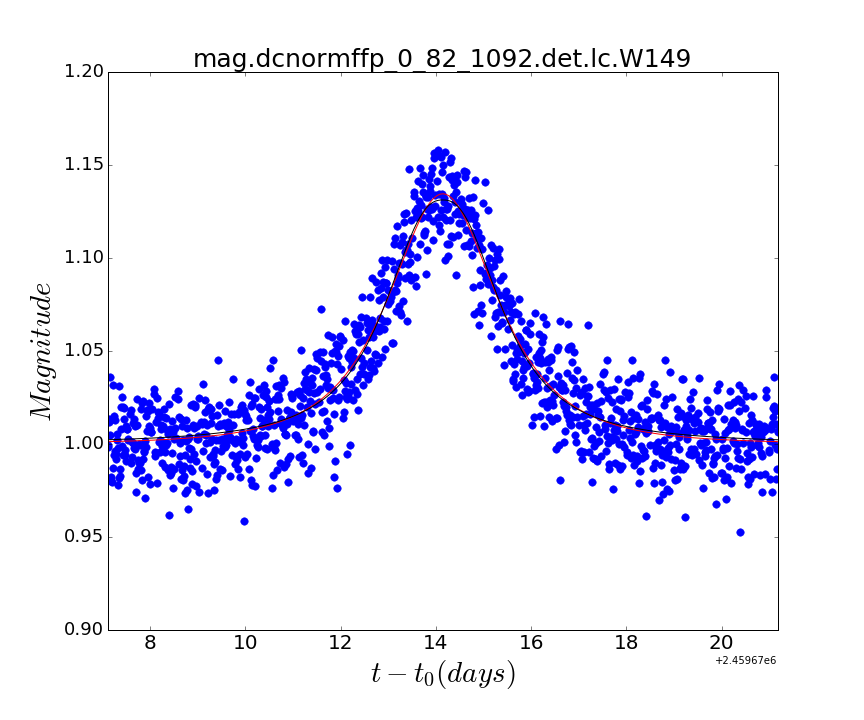 mag.dcnormffp_0_82_1092.det.lc.W149
1.20
1.15
1.10
1.05
1.00
0.95
0.90
Magnitude
8 10 12 14 16 18 20
+2.45967e6
t − t₀(days)